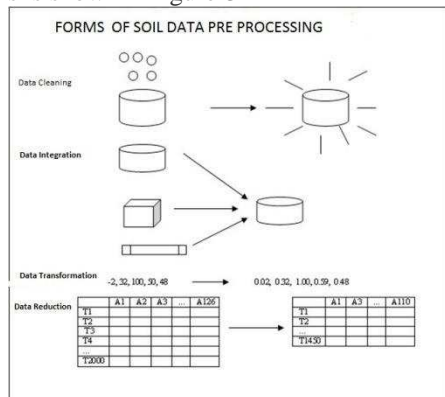 FORMS OF SOIL DATA PRE PROCESSING
Data Cleaning
Data Integration
Data Transformation
-2, 32, 100, 50, 48
0.02, 0.32, 1.00, 0.59, 0.48
Data Reduction
A1 A2 A3 ... A126
T1
T2
T3
T4
...
T2000
A1 A3 ... A110
T1
T2
...
T1450